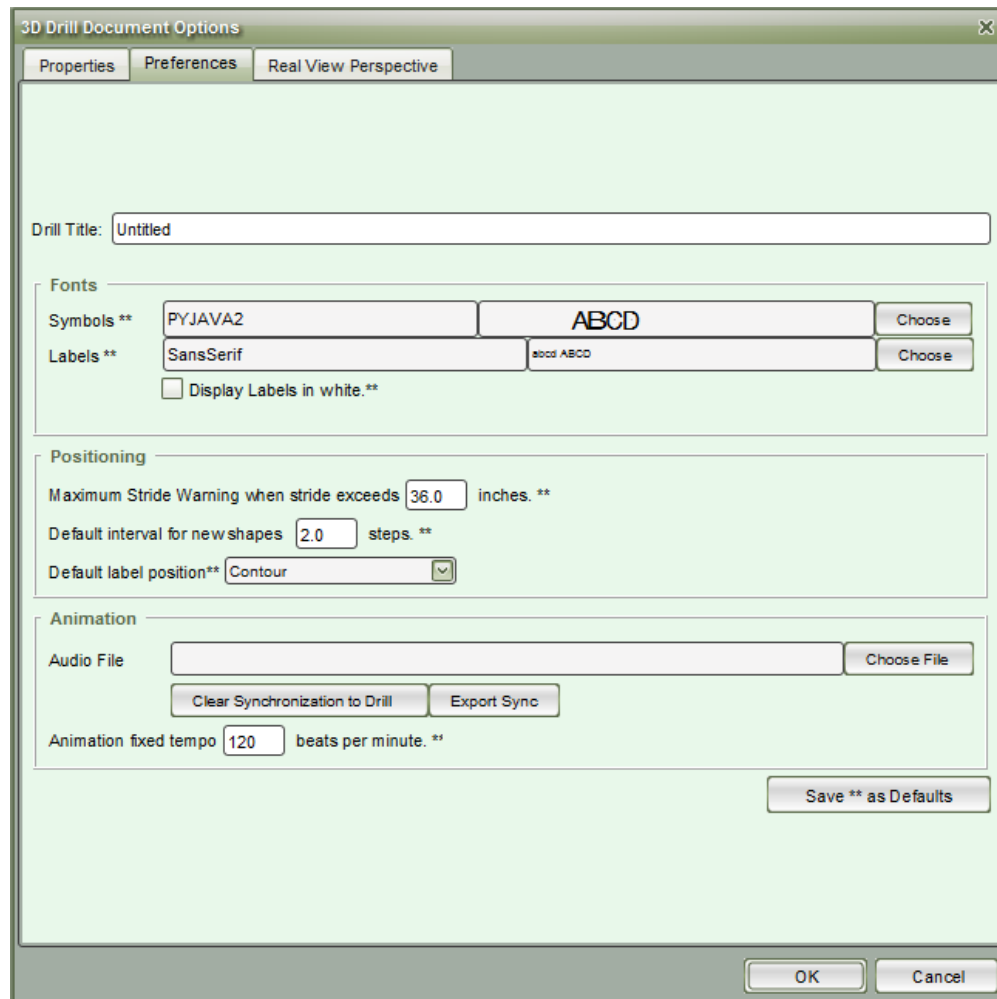 3D Drill Document Options
Properties Preferences Real View Perspective
Drill Title: Untitled
Fonts
Symbols ** PYJAVA2 ABCD Choose
Labels ** SansSerif abcd ABCD Choose
Display Labels in white.**
Positioning
Maximum Stride Warning when stride exceeds 36.0 inches. **
Default interval for new shapes 2.0 steps. **
Default label position** Contour
Animation
Audio File Choose File
Clear Synchronization to Drill Export Sync
Animation fixed tempo 120 beats per minute. **
Save ** as Defaults
OK Cancel